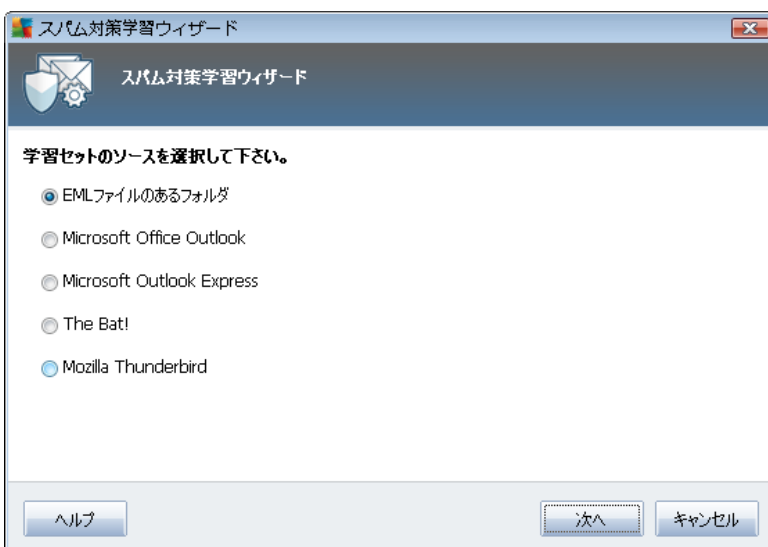 スパム対策学習ウィザード
スパム対策学習ウィザード
学習セットのソースを選択して下さい。
EMLファイルのあるフォルダ
Microsoft Office Outlook
Microsoft Outlook Express
The Bat!
Mozilla Thunderbird
ヘルプ 次へ キャンセル